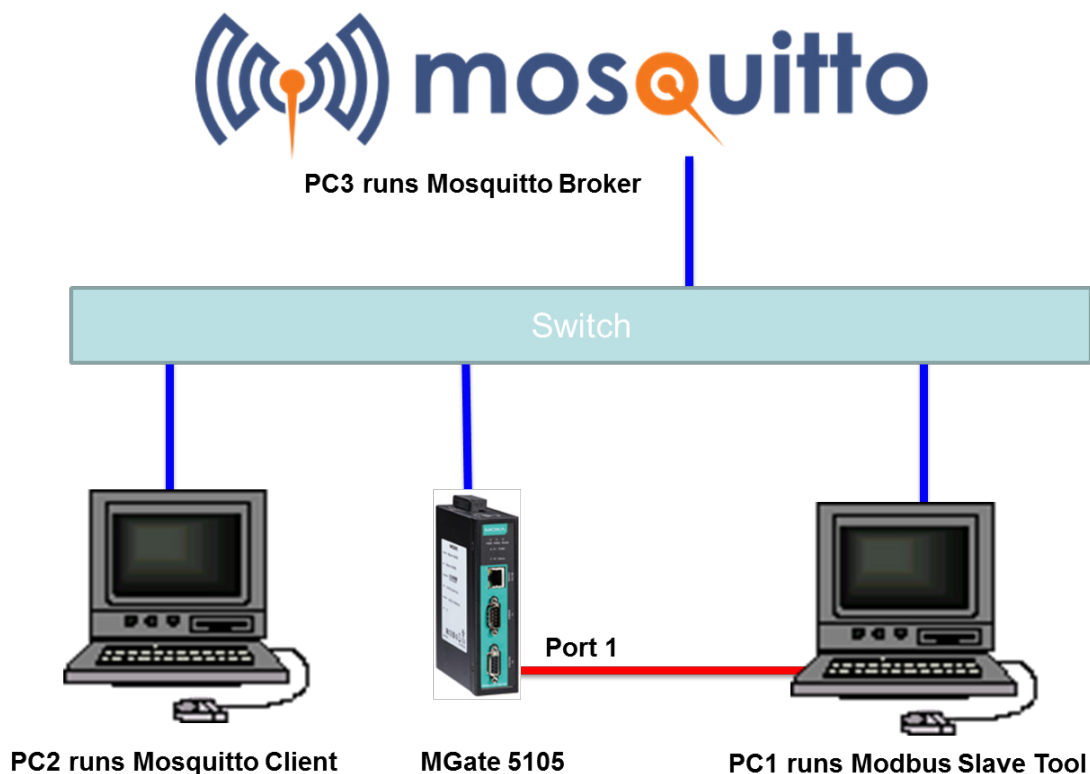 mosquitto
PC3 runs Mosquitto Broker
Switch
Port 1
PC2 runs Mosquitto Client
MGate 5105
PC1 runs Modbus Slave Tool